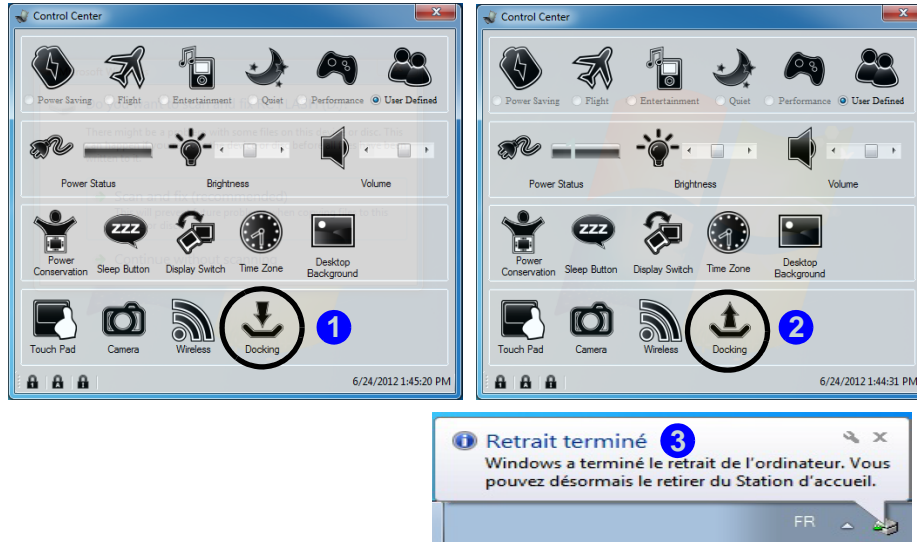 Control Center
Power Saving Flight Entertainment Quiet Performance User Defined
Power Status Brightness Volume
zzz
Power Conservation Sleep Button Display Switch Time Zone Desktop Background
Touch Pad Camera Wireless Docking
1
6/24/2012 1:45:20 PM
Control Center
Power Saving Flight Entertainment Quiet Performance User Defined
Power Status Brightness Volume
zzz
Power Conservation Sleep Button Display Switch Time Zone Desktop Background
Touch Pad Camera Wireless Docking
2
6/24/2012 1:44:31 PM
Retrait terminé 3
Windows a terminé le retrait de l'ordinateur. Vous
pouvez désormais le retirer du Station d'accueil.
FR